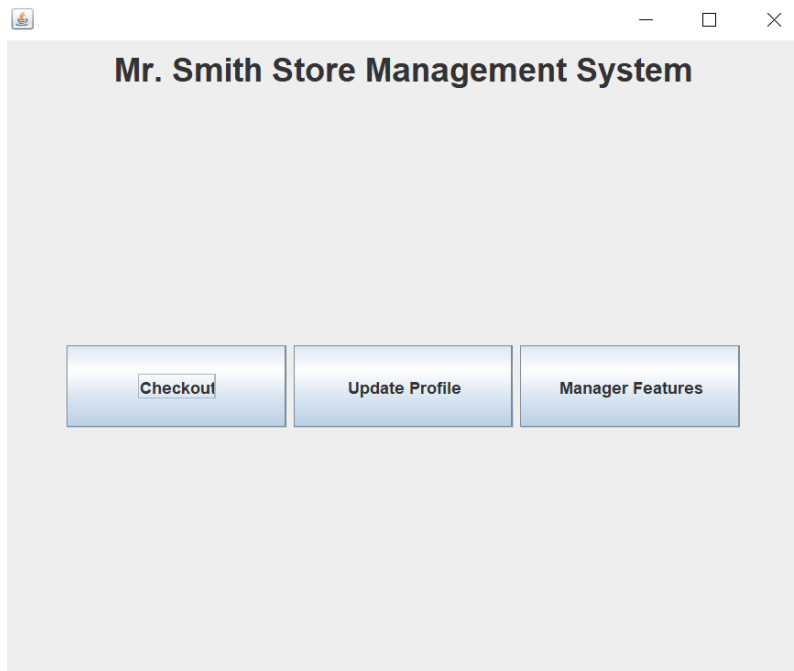 Mr. Smith Store Management System
Checkout
Update Profile
Manager Features